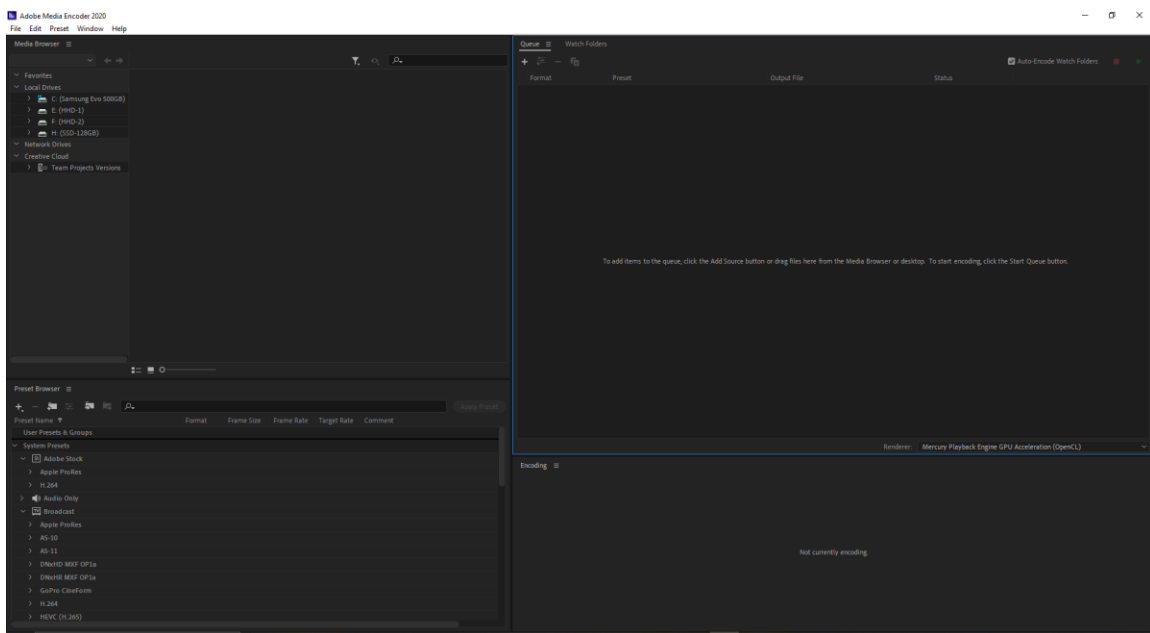 Adobe Media Encoder 2020
File Edit Preset Window Help
Media Browser
Favorites
Local Drives
C: (Samsung Evo 500GB)
E: (HHD-1)
F: (HHD-2)
H: (SSD-128GB)
Network Drives
Creative Cloud
Team Projects Versions
Queue Watch Folders
Auto-Encode Watch Folders
Format Preset Output File Status
To add items to the queue, click the Add Source button or drag files here from the Media Browser or desktop. To start encoding, click the Start Queue button.
Renderer: Mercury Playback Engine GPU Acceleration (OpenCL)
Preset Browser
Apply Preset
Preset Name Format Frame Size Frame Rate Target Rate Comment
User Presets & Groups
System Presets
St Adobe Stock
Apple ProRes
H.264
Audio Only
TV Broadcast
Apple ProRes
AS-10
AS-11
DNxHD MXF OP1a
DNxHR MXF OP1a
GoPro CineForm
H.264
HEVC (H.265)
Encoding
Not currently encoding.